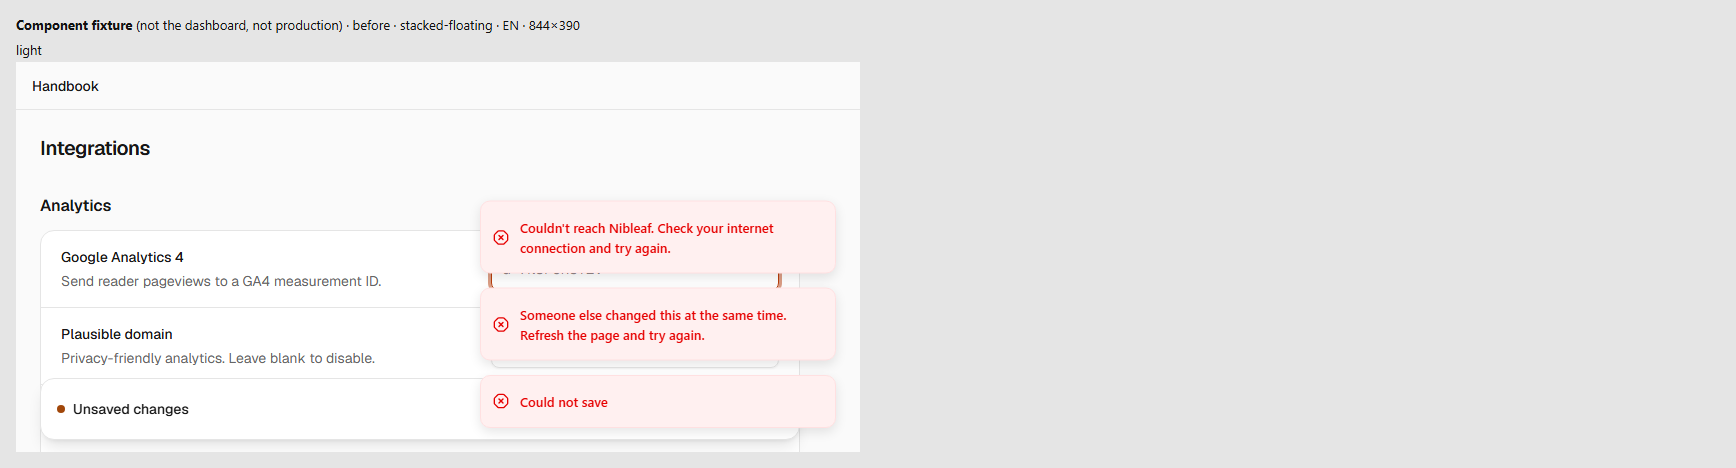 Component fixture (not the dashboard, not production) · before · stacked-floating · EN · 844×390
light
Handbook
Integrations
Analytics
Google Analytics 4
Send reader pageviews to a GA4 measurement ID.
Couldn't reach Nibleaf. Check your internet
connection and try again.
Plausible domain
Privacy-friendly analytics. Leave blank to disable.
Someone else changed this at the same time.
Refresh the page and try again.
Unsaved changes
Could not save